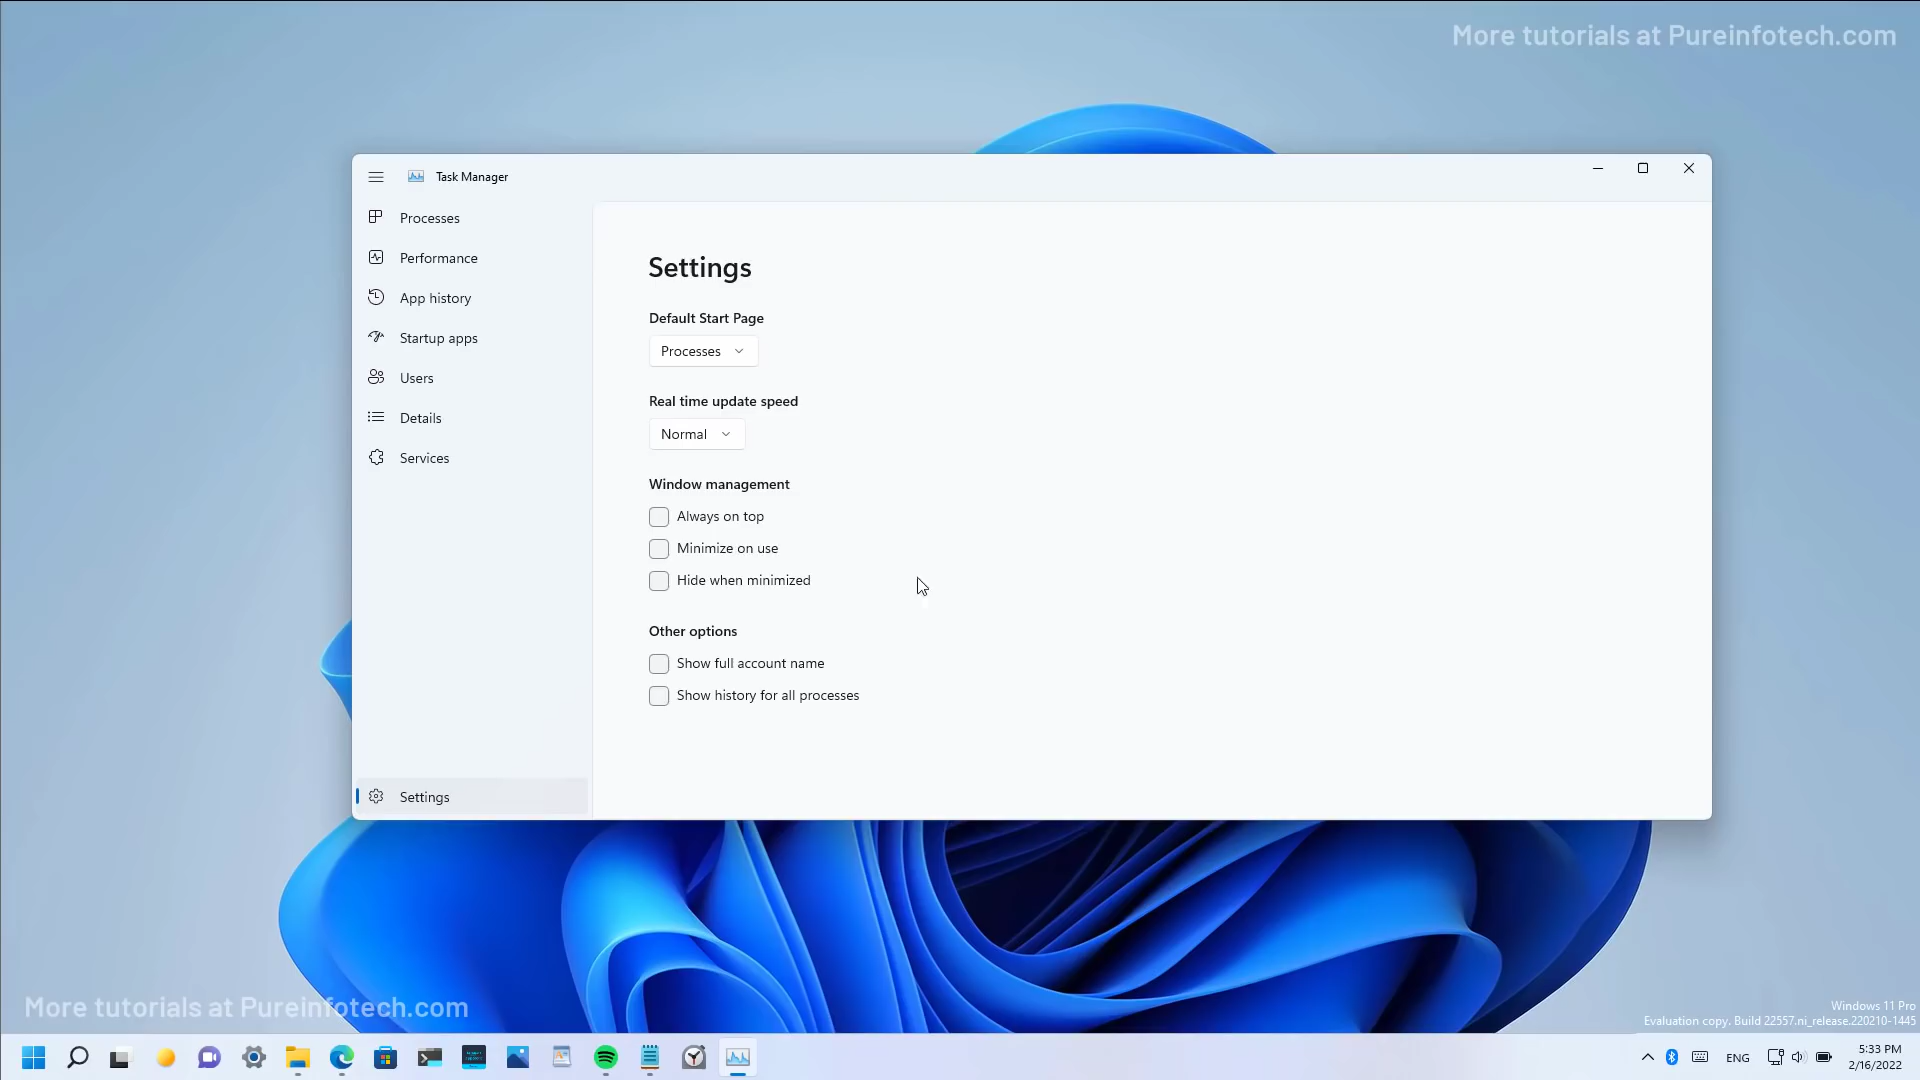 More tutorials at Pureinfotech.com
Task Manager
Processes
Performance
App history
Startup apps
Users
Details
Services
Settings
Settings
Default Start Page
Processes
Real time update speed
Normal
Window management
Always on top
Minimize on use
Hide when minimized
Other options
Show full account name
Show history for all processes
More tutorials at Pureinfotech.com
Windows 11 Pro
Evaluation copy. Build 22557.ni_release.220210-1445
ENG
5:33 PM
2/16/2022